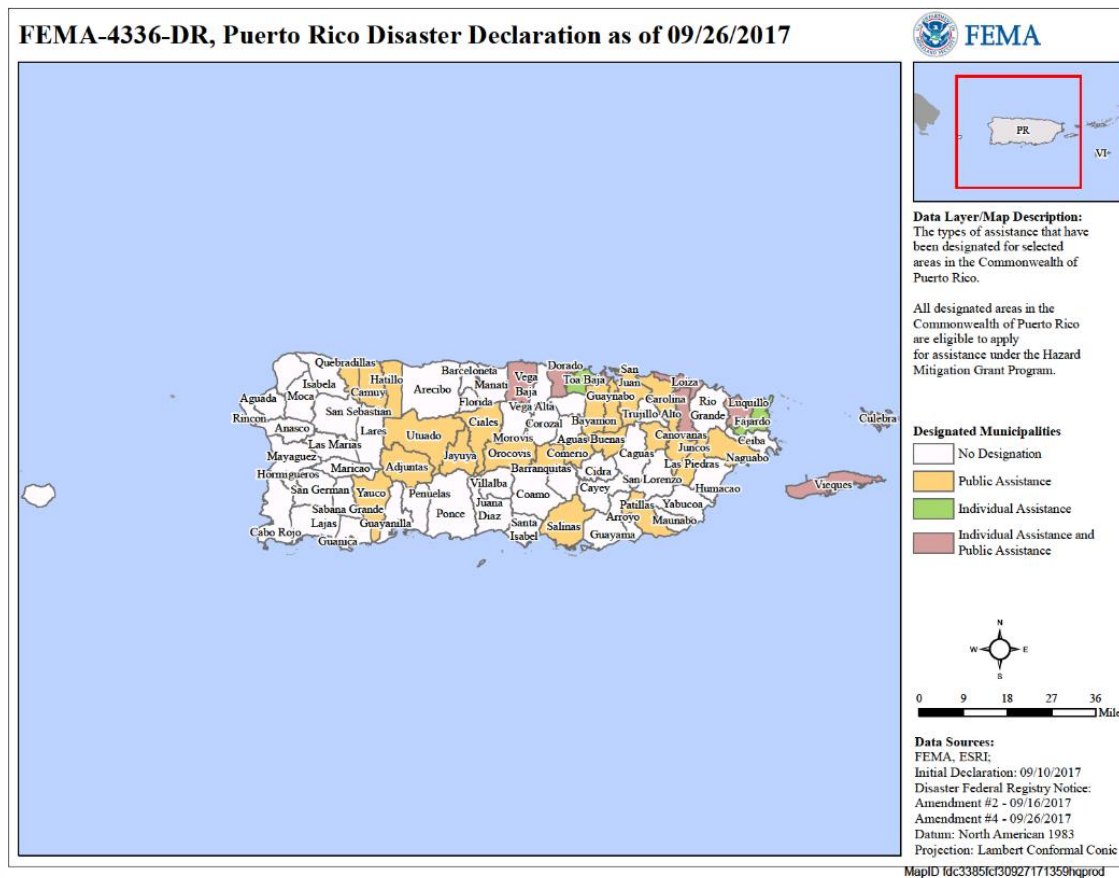 FEMA-4336-DR, Puerto Rico Disaster Declaration as of 09/26/2017
FEMA
PR
VI
Data Layer/Map Description:
The types of assistance that have
been designated for selected
areas in the Commonwealth of
Puerto Rico.
All designated areas in the
Commonwealth of Puerto Rico
are eligible to apply
for assistance under the Hazard
Mitigation Grant Program.
Designated Municipalities
No Designation
Public Assistance
Individual Assistance
Individual Assistance and
Public Assistance
N
W
E
S
0 9 18 27 36
Mile
Data Sources:
FEMA, ESRI;
Initial Declaration: 09/10/2017
Disaster Federal Registry Notice:
Amendment #2 - 09/16/2017
Amendment #4 - 09/26/2017
Datum: North American 1983
Projection: Lambert Conformal Conic
MapID fdc3385fcf30927171359hqprod
Quebradillas
Isabela
Camuy
Hatillo
Arecibo
Barceloneta
Manati
Florida
Vega
Baja
Vega Alta
Dorado
Toa Baja
San
Juan
Guaynabo
Carolina
Loiza
Rio
Grande
Luquillo
Fajardo
Ceiba
Culebra
Aguada
Moca
Rincon
Anasco
San Sebastian
Lares
Utuado
Ciales
Morovis
Corozal
Bayamon
Trujillo Alto
Canovanas
Juncos
Naguabo
Las Marias
Mayaguez
Maricao
Hormigueros
Adjuntas
Jayuya
Orocovis
Comerio
Aguas Buenas
Caguas
Las Piedras
Barranquitas
Cidra
San Lorenzo
Humacao
Vieques
San German
Sabana Grande
Yauco
Guayanilla
Penuelas
Ponce
Villalba
Juana
Diaz
Coamo
Cayey
Patillas
Yabucoa
Maunabo
Arroyo
Guayama
Salinas
Santa
Isabel
Lajas
Cabo Rojo
Guanica